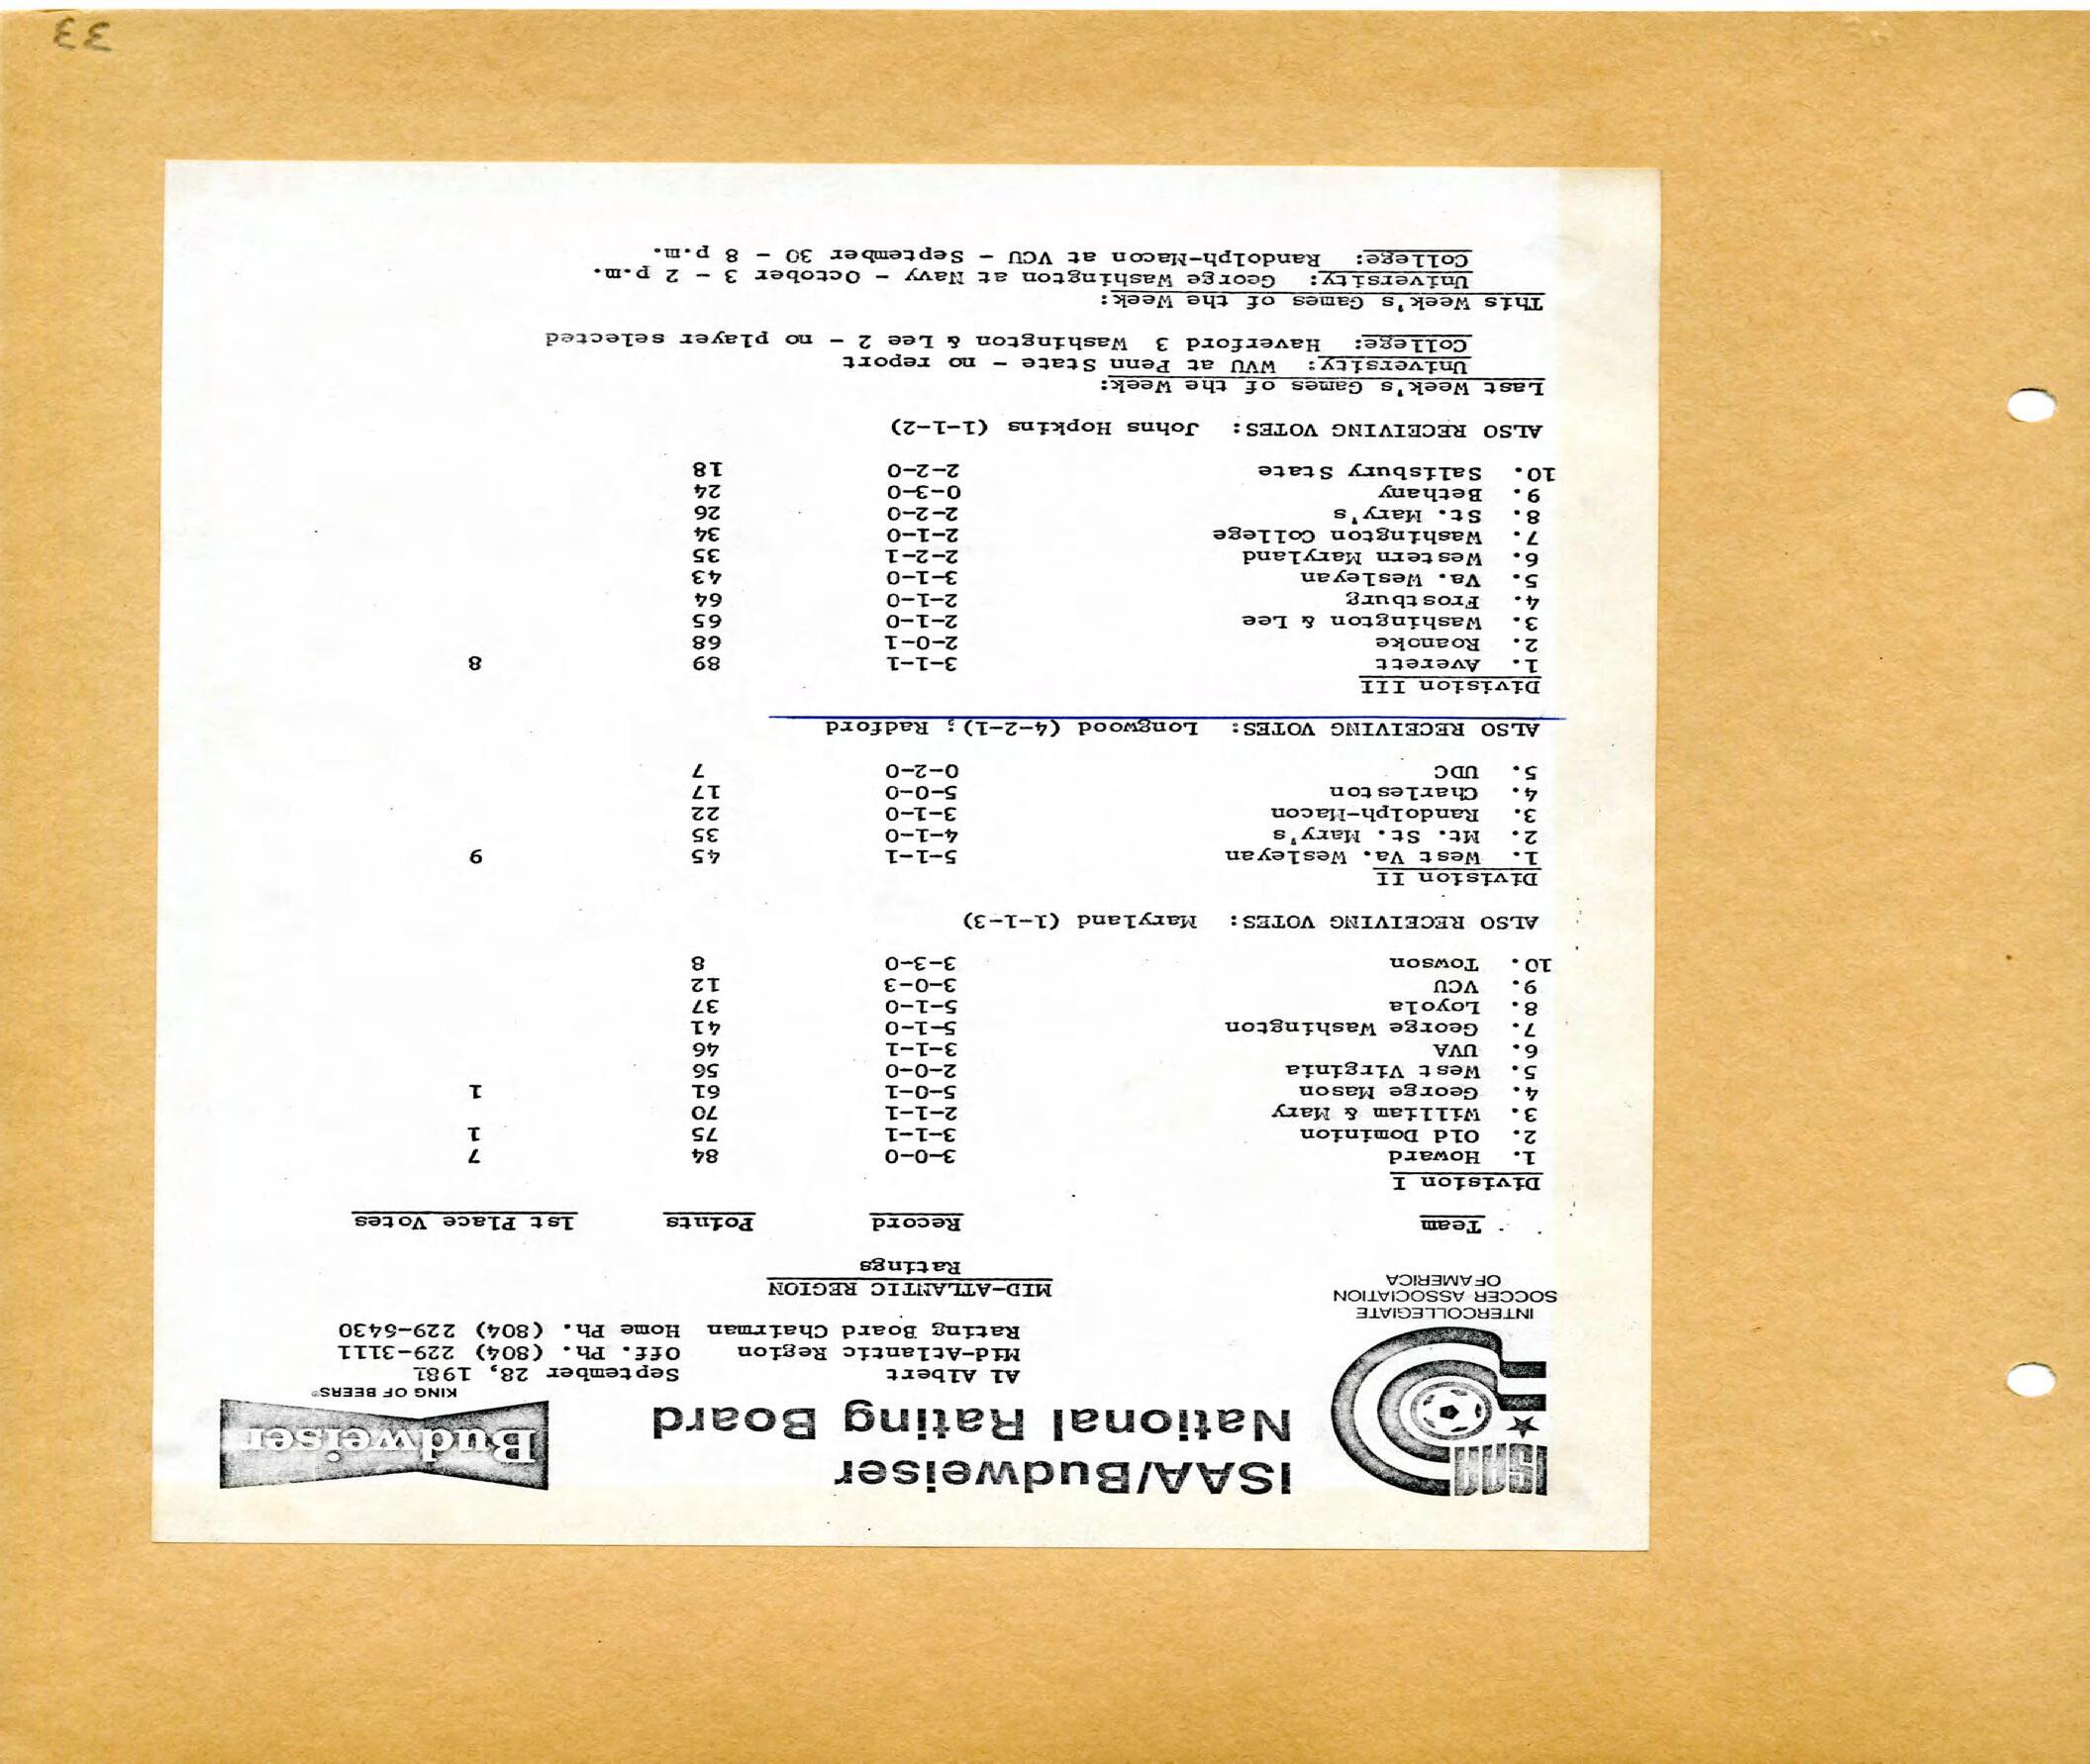 ISAA
ISAA/Budweiser
National Rating Board
Budweiser
KING OF BEERS®
INTERCOLLEGIATE
SOCCER ASSOCIATION
OF AMERICA
Al Albert September 28, 1981
Mid-Atlantic Region Off. Ph. (804) 229-3111
Rating Board Chairman Home Ph. (804) 229-5430
MID-ATLANTIC REGION
Ratings
Team Record Points 1st Place Votes
Division I
1. Howard 3-0-0 84 7
2. Old Dominion 3-1-1 75 1
3. William & Mary 2-1-1 70
4. George Mason 5-0-1 61 1
5. West Virginia 2-0-0 56
6. UVA 3-1-1 46
7. George Washington 5-1-0 41
8. Loyola 5-1-0 37
9. VCU 3-0-3 12
10. Towson 3-3-0 8
ALSO RECEIVING VOTES: Maryland (1-1-3)
Division II
1. West Va. Wesleyan 5-1-1 45 9
2. Mt. St. Mary's 4-1-0 35
3. Randolph-Macon 3-1-0 22
4. Charleston 5-0-0 17
5. UDC 0-2-0 7
ALSO RECEIVING VOTES: Longwood (4-2-1); Radford
Division III
1. Averett 3-1-1 89 8
2. Roanoke 2-0-1 68
3. Washington & Lee 2-1-0 65
4. Frostburg 2-1-0 64
5. Va. Wesleyan 3-1-0 43
6. Western Maryland 2-2-1 35
7. Washington College 2-1-0 34
8. St. Mary's 2-2-0 26
9. Bethany 0-3-0 24
10. Salisbury State 2-2-0 18
ALSO RECEIVING VOTES: Johns Hopkins (1-1-2)
Last Week's Games of the Week:
University: WVU at Penn State - no report
College: Haverford 3 Washington & Lee 2 - no player selected
This Week's Games of the Week:
University: George Washington at Navy - October 3 - 2 p.m.
College: Randolph-Macon at VCU - September 30 - 8 p.m.
33